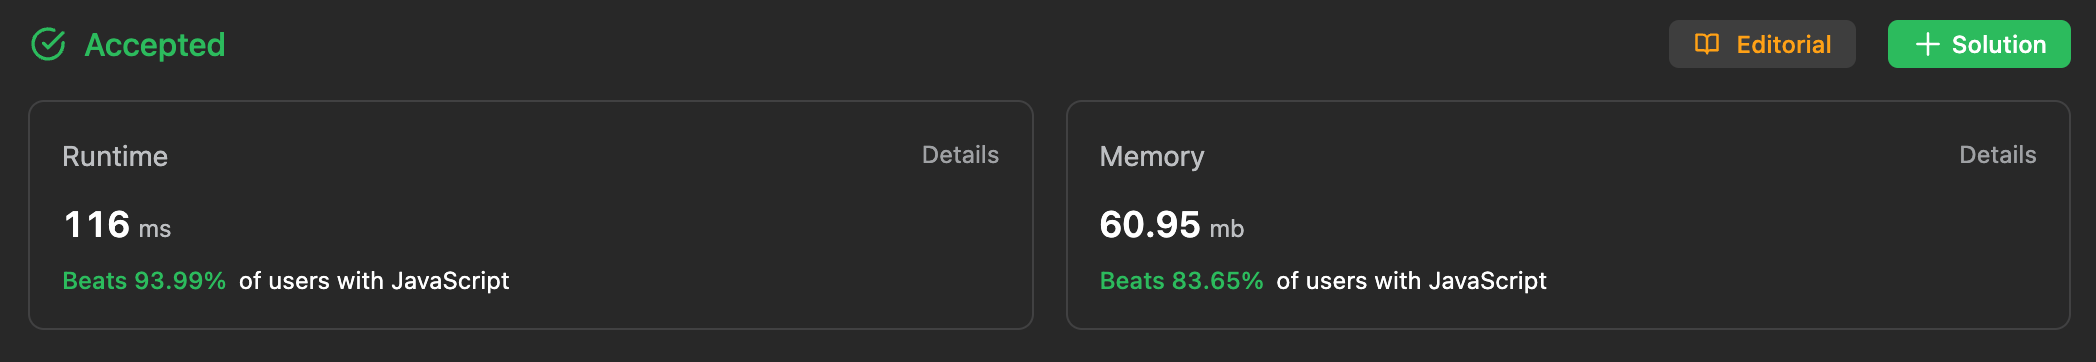 Accepted
Editorial
Solution
Runtime
Details
116 ms
Beats 93.99% of users with JavaScript
Memory
Details
60.95 mb
Beats 83.65% of users with JavaScript